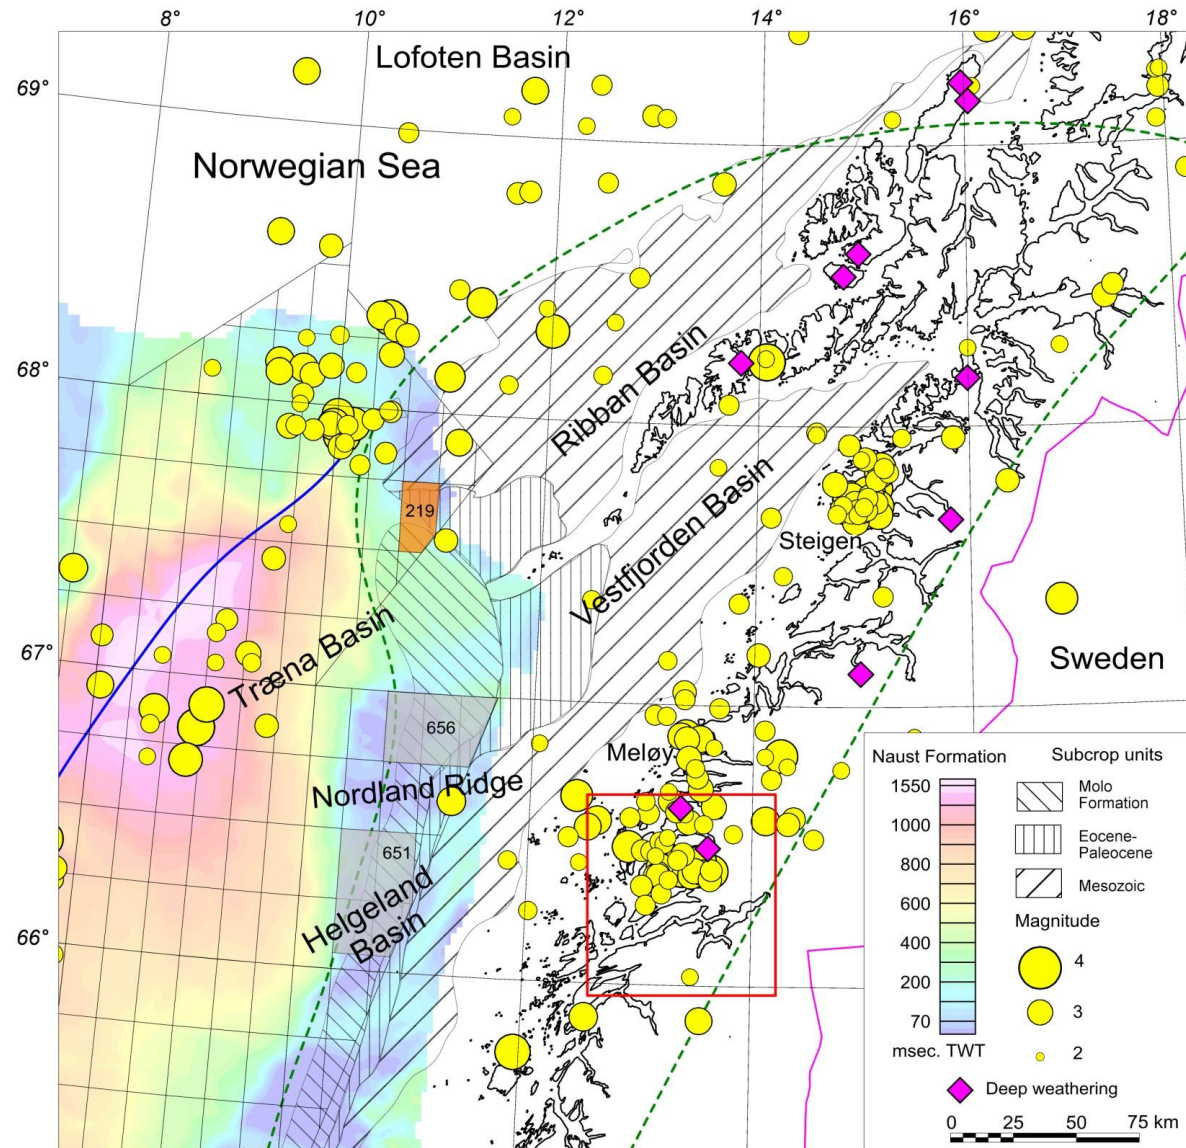 8°
10°
12°
14°
16°
18°
69°
Lofoten Basin
Norwegian Sea
68°
Ribban Basin
219
Vestfjorden Basin
Steigen
67°
Træna Basin
Sweden
656
Meløy
Nordland Ridge
651
Helgeland
Basin
66°
Naust Formation
1550
1000
800
600
400
200
70
msec. TWT
Subcrop units
Molo
Formation
Eocene-
Paleocene
Mesozoic
Magnitude
4
3
2
Deep weathering
0 25 50 75 km